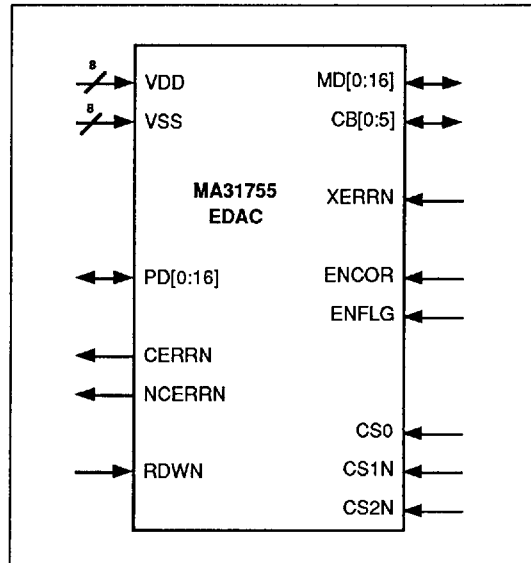 8
VDD
MD[0:16]
8
VSS
CB[0:5]
MA31755
EDAC
XERRN
PD[0:16]
ENCOR
ENFLG
CERRN
NCERRN
CS0
RDWN
CS1N
CS2N